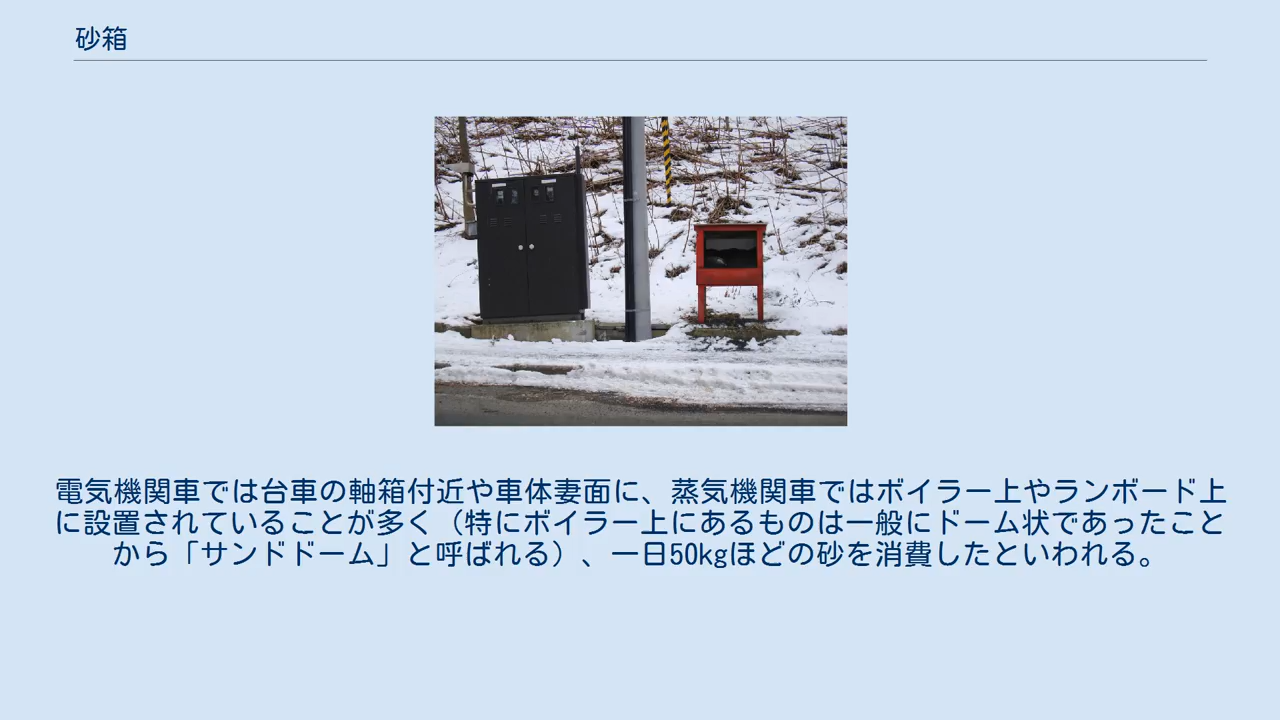 砂箱
電気機関車では台車の軸箱付近や車体妻面に、蒸気機関車ではボイラー上やランボード上
に設置されていることが多く（特にボイラー上にあるものは一般にドーム状であったこと
から「サンドドーム」と呼ばれる）、一日50kgほどの砂を消費したといわれる。